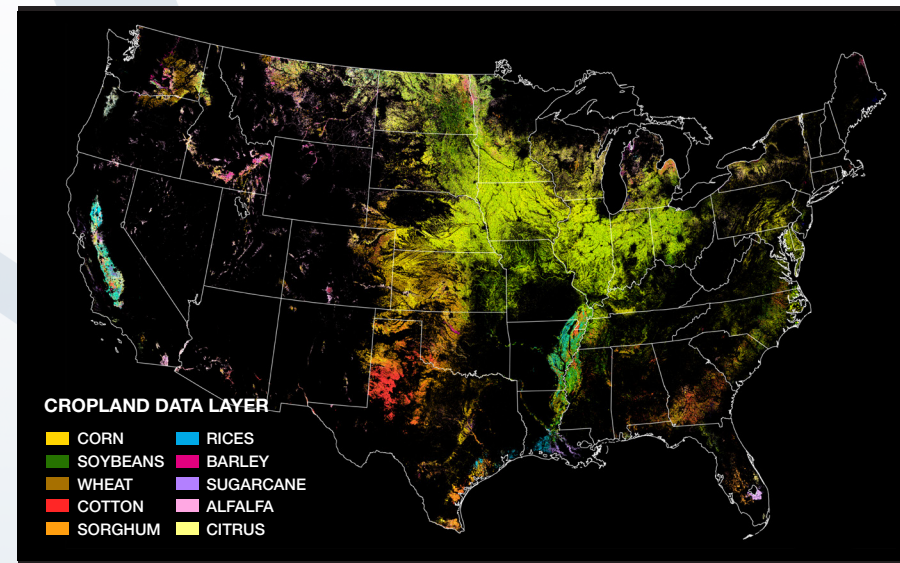 CROPLAND DATA LAYER
CORN
SOYBEANS
WHEAT
COTTON
SORGHUM
RICES
BARLEY
SUGARCANE
ALFALFA
CITRUS